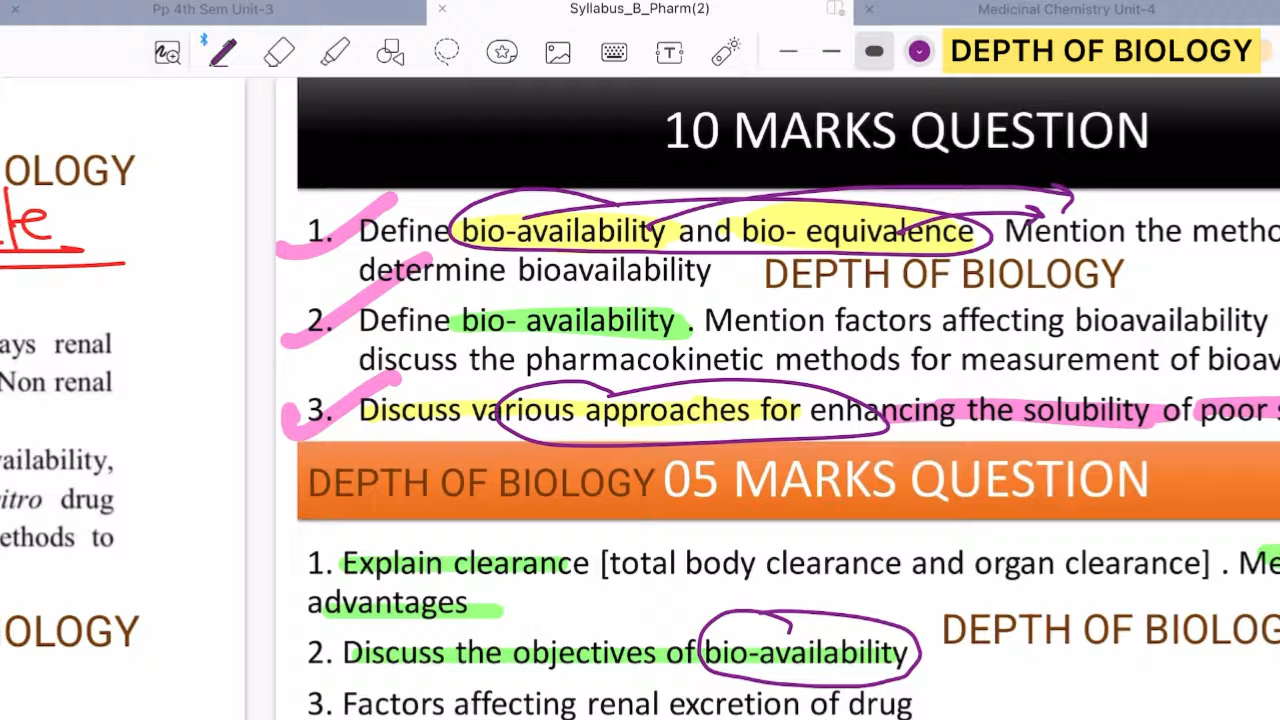 Pp 4th Sem Unit-3
Syllabus_B_Pharm(2)
Medicinal Chemistry Unit-4
DEPTH OF BIOLOGY
OLOGY
ays renal
Non renal
vailability,
itro drug
ethods to
IOLOGY
10 MARKS QUESTION
1. Define bio-availability and bio- equivalence . Mention the metho
determine bioavailability
DEPTH OF BIOLOGY
2. Define bio- availability . Mention factors affecting bioavailability
discuss the pharmacokinetic methods for measurement of bioav
3. Discuss various approaches for enhancing the solubility of poor s
DEPTH OF BIOLOGY 05 MARKS QUESTION
1. Explain clearance [total body clearance and organ clearance] . Me
advantages
2. Discuss the objectives of bio-availability
DEPTH OF BIOLOG
3. Factors affecting renal excretion of drug